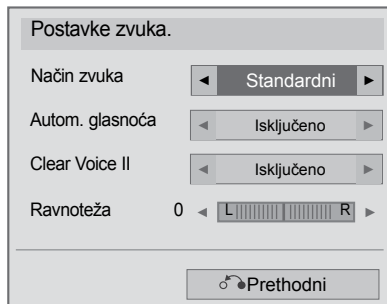 Postavke zvuka.
Način zvuka ◄ Standardni ►
Autom. glasnoća ◄ Isključeno ►
Clear Voice II ◄ Isključeno ►
Ravnoteža 0 ◄ L R ►
Prethodni